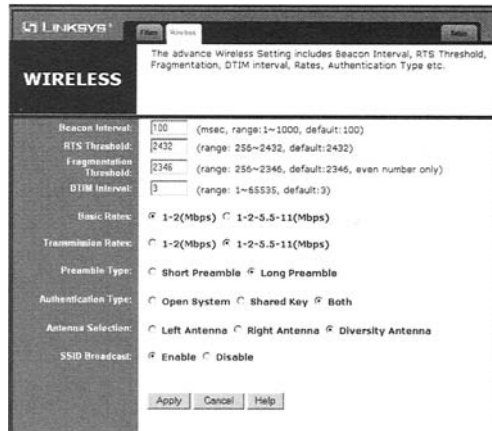 LINKSYS®
Filters Wireless Setup
The advance Wireless Setting includes Beacon Interval, RTS Threshold,
Fragmentation, DTIM interval, Rates, Authentication Type etc.
WIRELESS
Beacon Interval: 100 (msec, range:1~1000, default:100)
RTS Threshold: 2432 (range: 256~2432, default:2432)
Fragmentation
Threshold: 2346 (range: 256~2346, default:2346, even number only)
DTIM Interval: 3 (range: 1~65535, default:3)
Basic Rates: 1-2(Mbps) 1-2-5.5-11(Mbps)
Transmission Rates: 1-2(Mbps) 1-2-5.5-11(Mbps)
Preamble Type: Short Preamble Long Preamble
Authentication Type: Open System Shared Key Both
Antenna Selection: Left Antenna Right Antenna Diversity Antenna
SSID Broadcast: Enable Disable
Apply Cancel Help